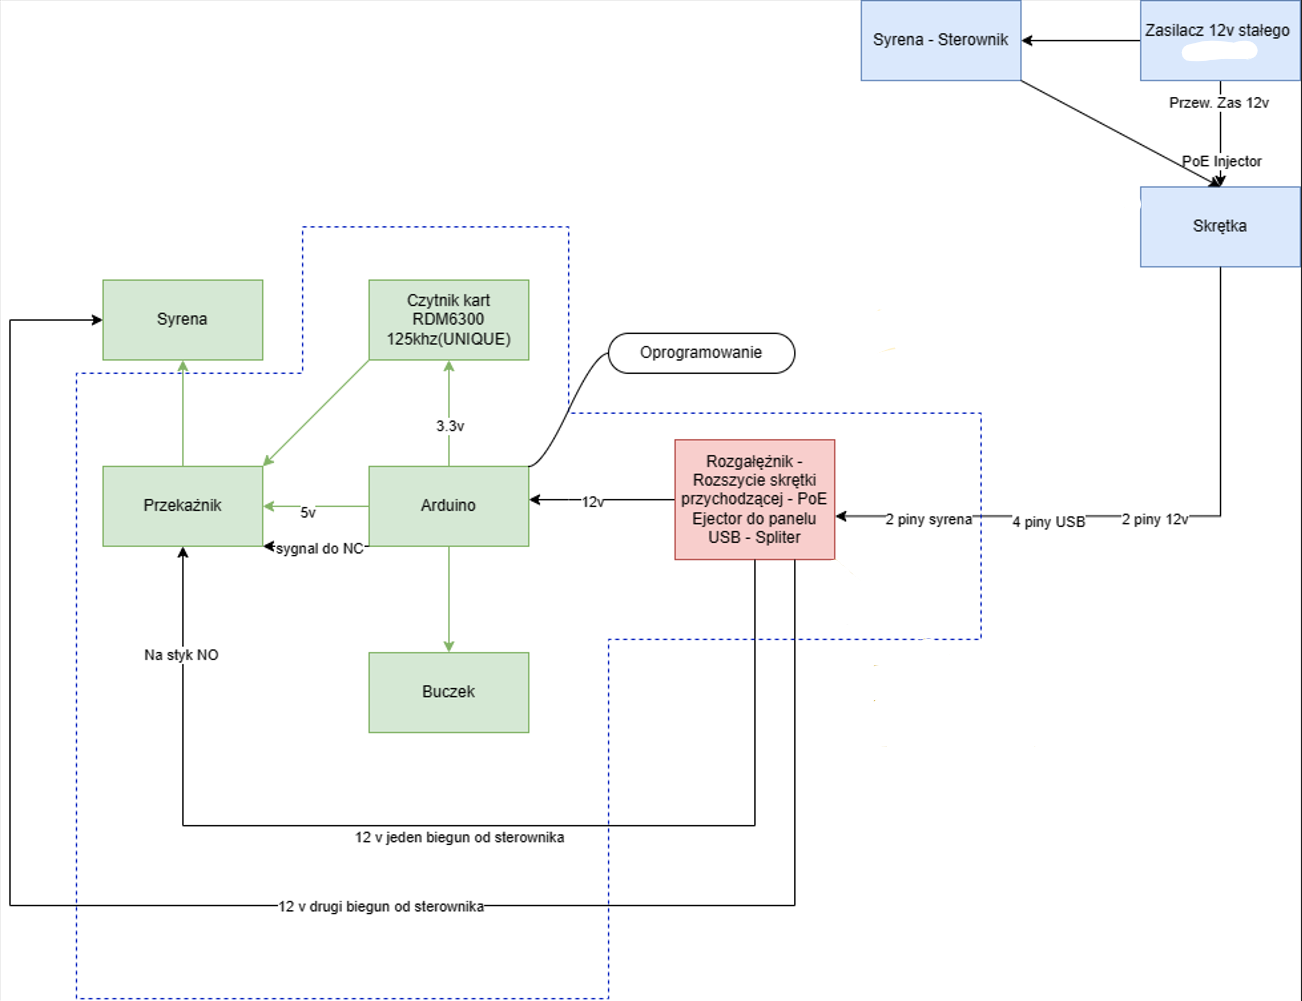 Syrena - Sterownik
Zasilacz 12v stałego
Przew. Zas 12v
PoE Injector
Skrętka
Syrena
Czytnik kart
RDM6300
125khz(UNIQUE)
Oprogramowanie
3.3v
Przekaźnik
5v
Arduino
12v
Rozgałęźnik -
Rozszycie skrętki
przychodzącej - PoE
Ejector do panelu
USB - Spliter
2 piny syrena
4 piny USB
2 piny 12v
sygnal do NC
Na styk NO
Buczek
12 v jeden biegun od sterownika
12 v drugi biegun od sterownika